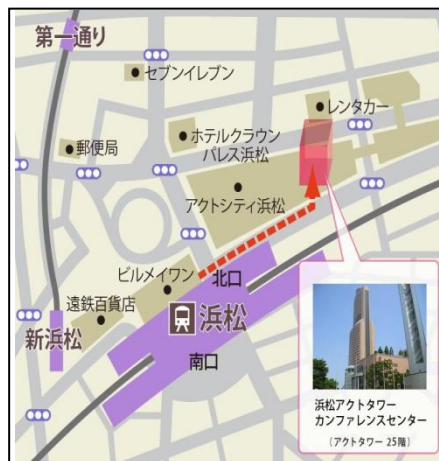 第一通り
セブンイレブン
レンタカー
郵便局
ホテルクラウン
パレス浜松
アクトシティ浜松
ビルメイワン
北口
遠鉄百貨店
浜松
新浜松
南口
浜松アクトタワー
カンファレンスセンター
(アクトタワー 25階)